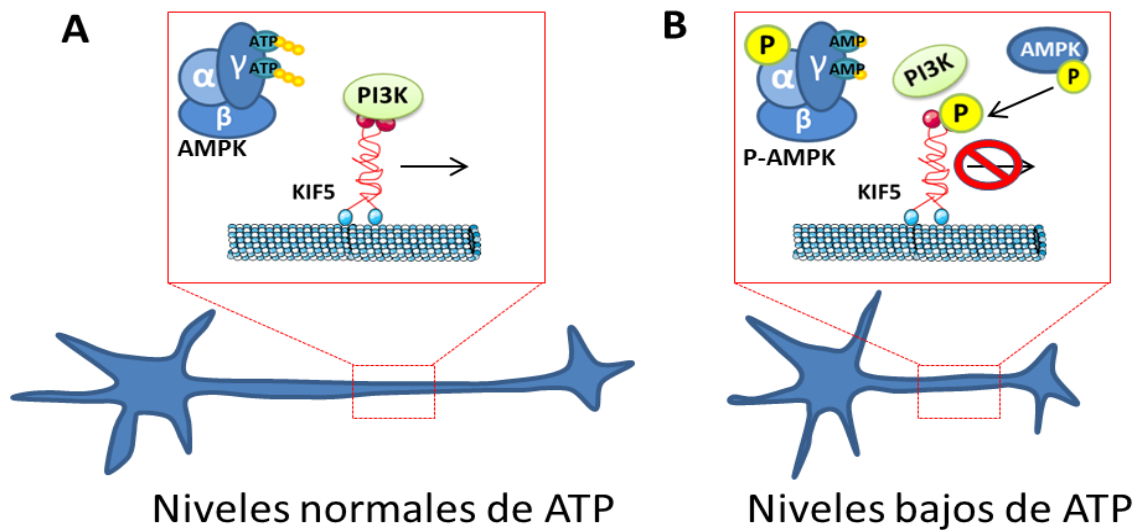 A
ATP
ATP
α
γ
β
AMPK
PI3K
KIF5
Niveles normales de ATP
B
P
AMP
AMP
α
γ
β
P-AMPK
PI3K
P
AMPK
P
KIF5
Niveles bajos de ATP